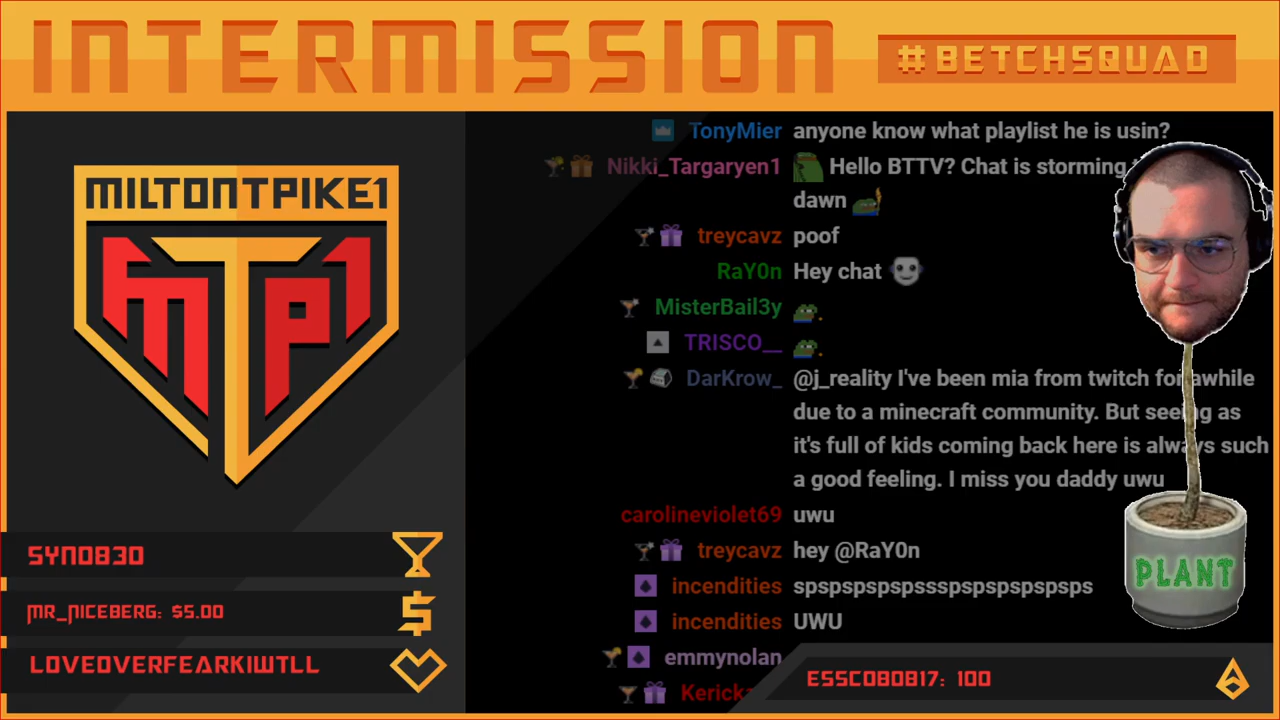 INTERMISSION
#BETCHSQUAD
MILTONTPIKE1
MTP1
TonyMier anyone know what playlist he is usin?
Nikki_Targaryen1 Hello BTTV? Chat is storming
dawn
treycavz poof
RaY0n Hey chat
MisterBail3y
TRISCO__
DarKrow_ @j_reality I've been mia from twitch for awhile
due to a minecraft community. But seeing as
it's full of kids coming back here is always such
a good feeling. I miss you daddy uwu
carolineviolet69 uwu
treycavz hey @RaY0n
incendities spspspspspssspspspspsps
incendities UWU
emmynolan
Kericka
PLANT
SYN0830
MR_NICEBERG: $5.00
LOVEOVERFEARKIWTLL
ESSCOBOB17: 100